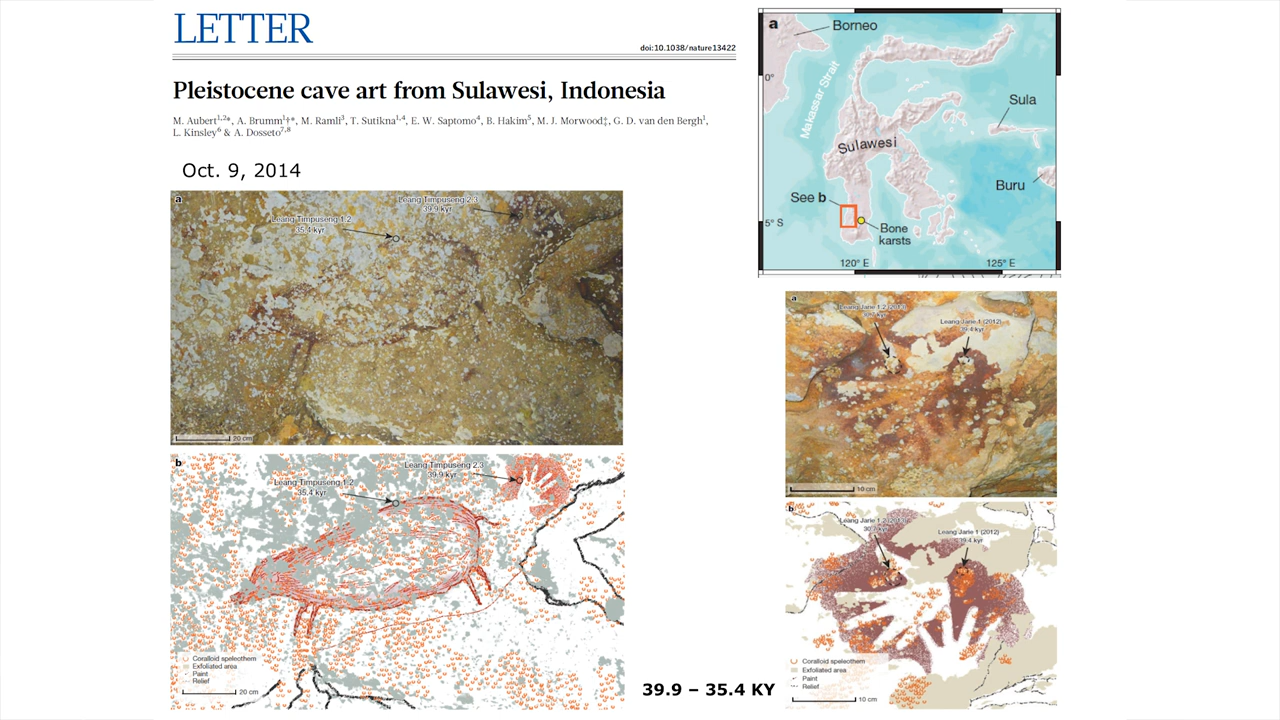 LETTER
doi:10.1038/nature13422
Pleistocene cave art from Sulawesi, Indonesia
M. Aubert1,2*, A. Brumm1†*, M. Ramli3, T. Sutikna1,4, E. W. Saptomo4, B. Hakim5, M. J. Morwood‡, G. D. van den Bergh1,
L. Kinsley6 & A. Dosseto7,8
Oct. 9, 2014
a
Leang Timpuseng 2.3
39.9 kyr
Leang Timpuseng 1.2
35.4 kyr
20 cm
b
Leang Timpuseng 2.3
39.9 kyr
Leang Timpuseng 1.2
35.4 kyr
Coralloid speleothem
Exfoliated area
Paint
Relief
20 cm
39.9 – 35.4 KY
a
Borneo
0°
Makassar Strait
Sula
Sulawesi
Buru
See b
5° S
Bone
karsts
120° E
125° E
a
Leang Jarie 1 (2012)
39.4 kyr
10 cm
b
Leang Jarie 1 (2012)
39.4 kyr
Coralloid speleothem
Exfoliated area
Paint
Relief
10 cm